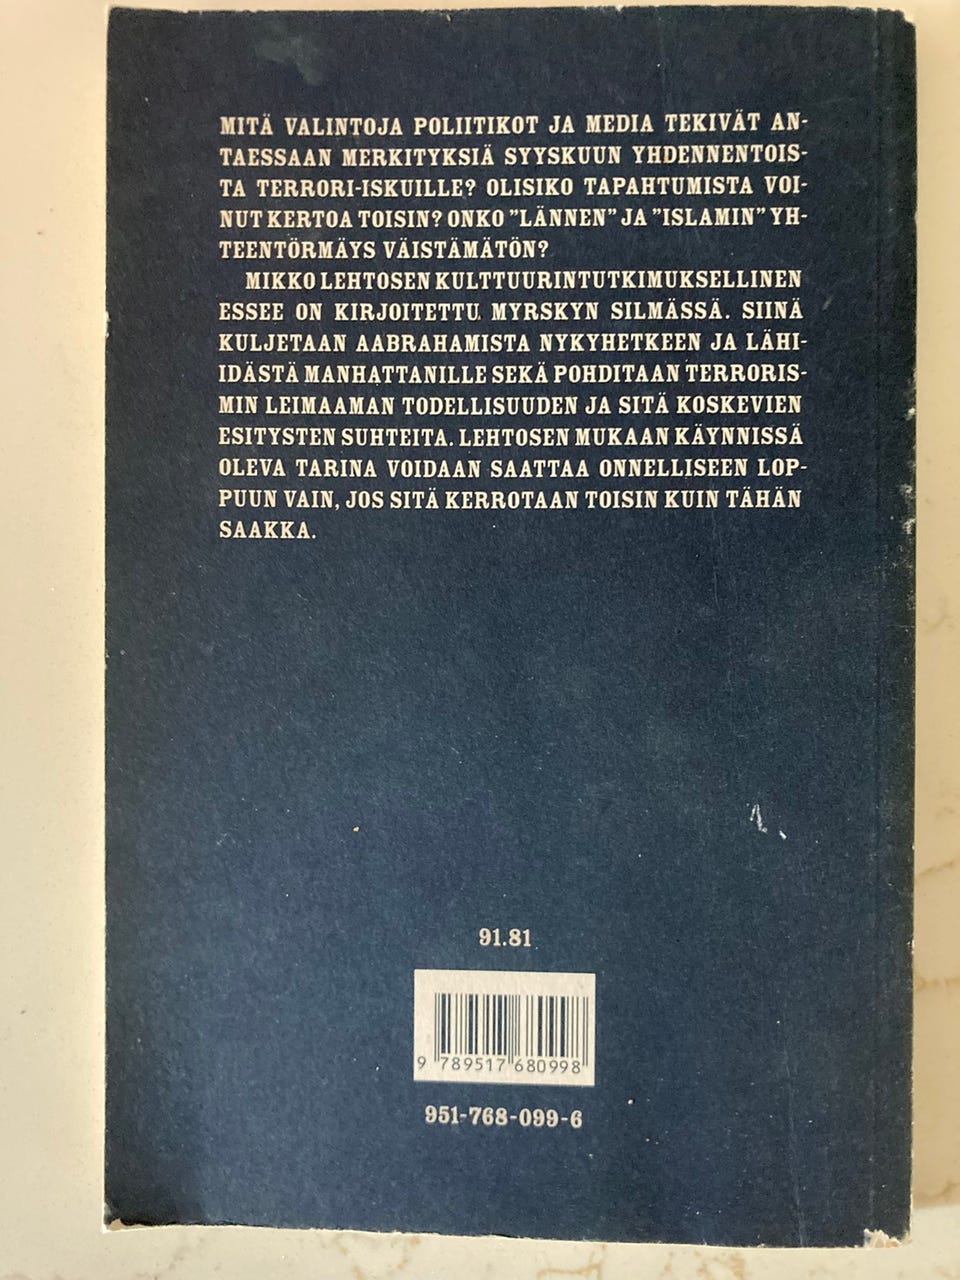 MITÄ VALINTOJA POLIITIKOT JA MEDIA TEKIVÄT AN-
TAESSAAN MERKITYKSIÄ SYYSKUUN YHDENNENTOIS-
TA TERRORI-ISKUILLE? OLISIKO TAPAHTUMISTA VOI-
NUT KERTOA TOISIN? ONKO ”LÄNNEN” JA ”ISLAMIN” YH-
TEENTÖRMÄYS VÄISTÄMÄTÖN?
MIKKO LEHTOSEN KULTTUURINTUTKIMUKSELLINEN
ESSEE ON KIRJOITETTU MYRSKYN SILMÄSSÄ. SIINÄ
KULJETAAN AABRAHAMISTA NYKYHETKEEN JA LÄHI-
IDÄSTÄ MANHATTANILLE SEKÄ POHDITAAN TERRORIS-
MIN LEIMAAMAN TODELLISUUDEN JA SITÄ KOSKEVIEN
ESITYSTEN SUHTEITA. LEHTOSEN MUKAAN KÄYNNISSÄ
OLEVA TARINA VOIDAAN SAATTAA ONNELLISEEN LOP-
PUUN VAIN, JOS SITÄ KERROTAAN TOISIN KUIN TÄHÄN
SAAKKA.
91.81
9 789517 680998
951-768-099-6